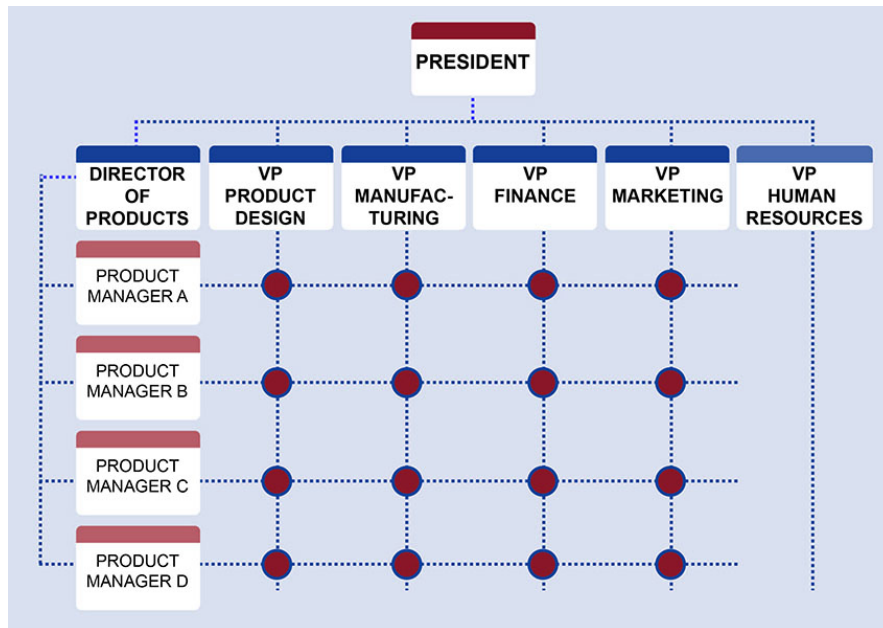 PRESIDENT
DIRECTOR
OF
PRODUCTS
VP
PRODUCT
DESIGN
VP
MANUFAC-
TURING
VP
FINANCE
VP
MARKETING
VP
HUMAN
RESOURCES
PRODUCT
MANAGER A
PRODUCT
MANAGER B
PRODUCT
MANAGER C
PRODUCT
MANAGER D